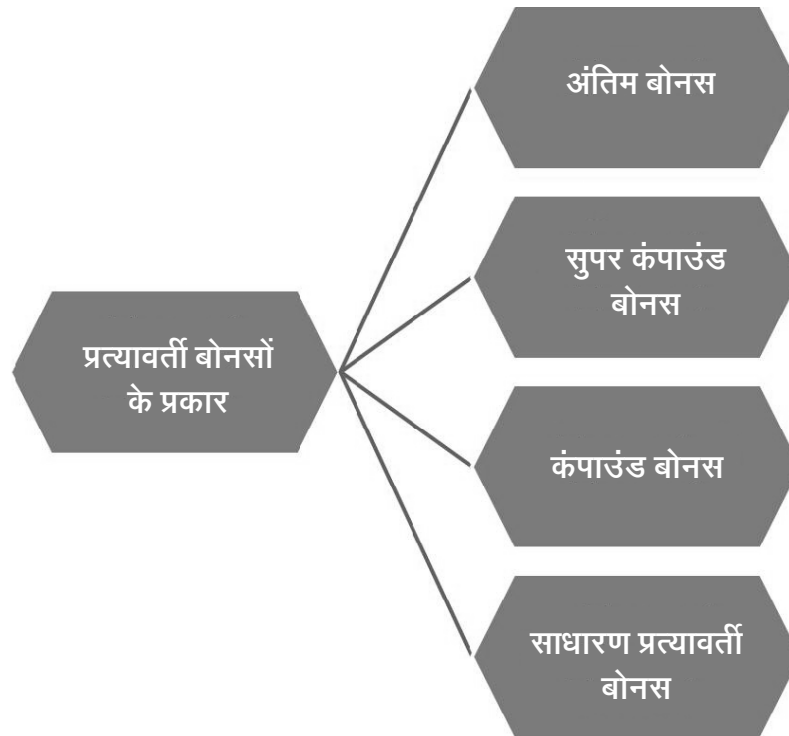 प्रत्यावर्ती बोनसों
के प्रकार
अंतिम बोनस
सुपर कंपाउंड
बोनस
कंपाउंड बोनस
साधारण प्रत्यावर्ती
बोनस